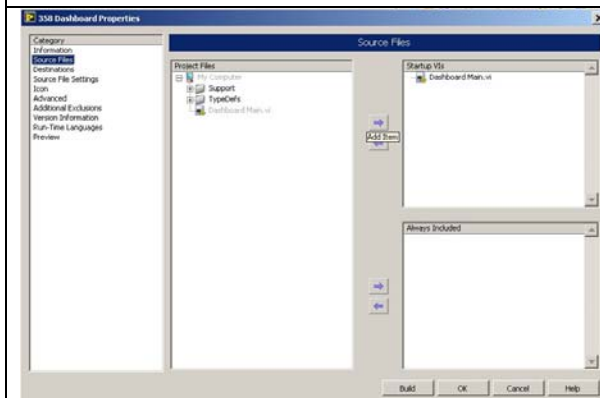 358 Dashboard Properties
Category
Information
Source Files
Destinations
Source File Settings
Icon
Advanced
Additional Exclusions
Version Information
Run-Time Languages
Preview
Source Files
Project Files
My Computer
Support
TypeDefs
Dashboard Main.vi
Add Item
Startup VIs
Dashboard Main.vi
Always Included
Build
OK
Cancel
Help